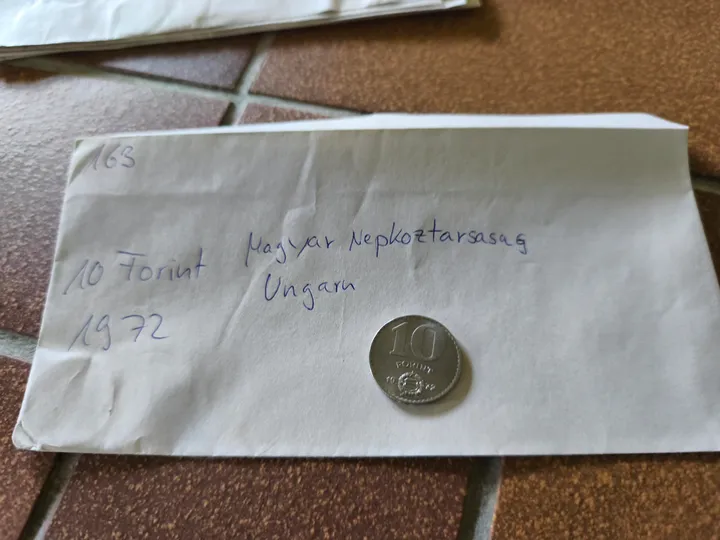 163
10 Forint Magyar Nepkoztarsasag
Ungarn
1972
10
FORINT